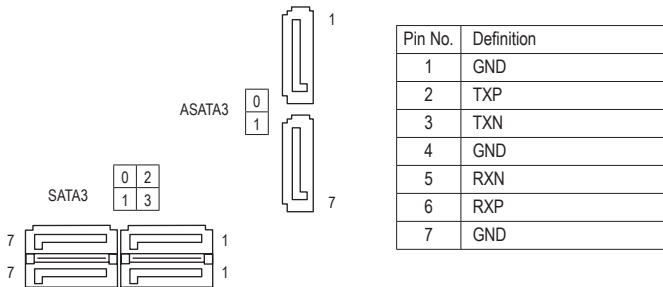 1
ASATA3
0
1
7
SATA3
0 2
1 3
7 1
7 1
Pin No. Definition
1 GND
2 TXP
3 TXN
4 GND
5 RXN
6 RXP
7 GND